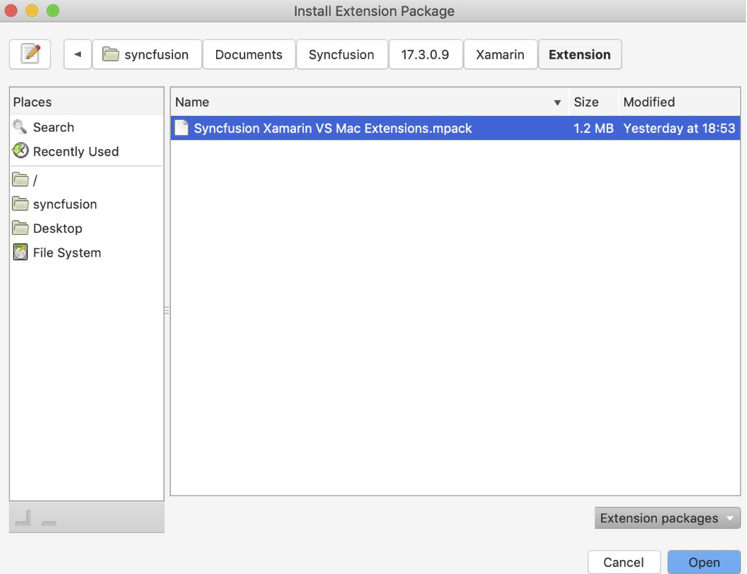 Install Extension Package
syncfusion Documents Syncfusion 17.3.0.9 Xamarin Extension
Places
Search
Recently Used
/
syncfusion
Desktop
File System
Name Size Modified
Syncfusion Xamarin VS Mac Extensions.mpack 1.2 MB Yesterday at 18:53
Extension packages
Cancel Open